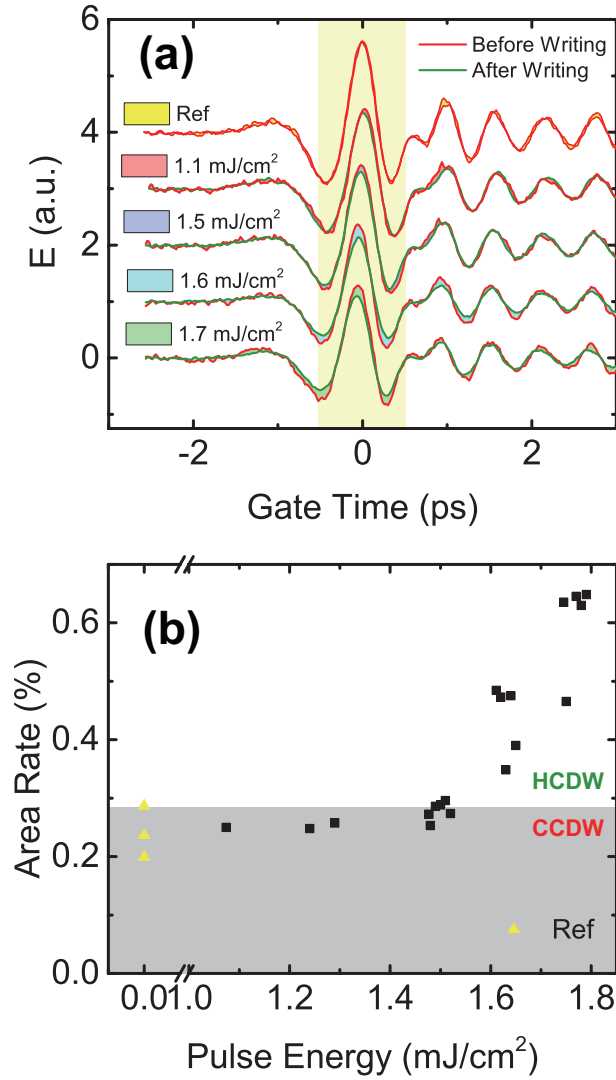 6
(a)
Before Writing
After Writing
Ref
4
1.1 mJ/cm²
1.5 mJ/cm²
2
1.6 mJ/cm²
1.7 mJ/cm²
0
E (a.u.)
-2 0 2
Gate Time (ps)
(b)
0.6
0.4
HCDW
CCDW
0.2
Ref
0.0
Area Rate (%)
0.0 1.0 1.2 1.4 1.6 1.8
Pulse Energy (mJ/cm²)